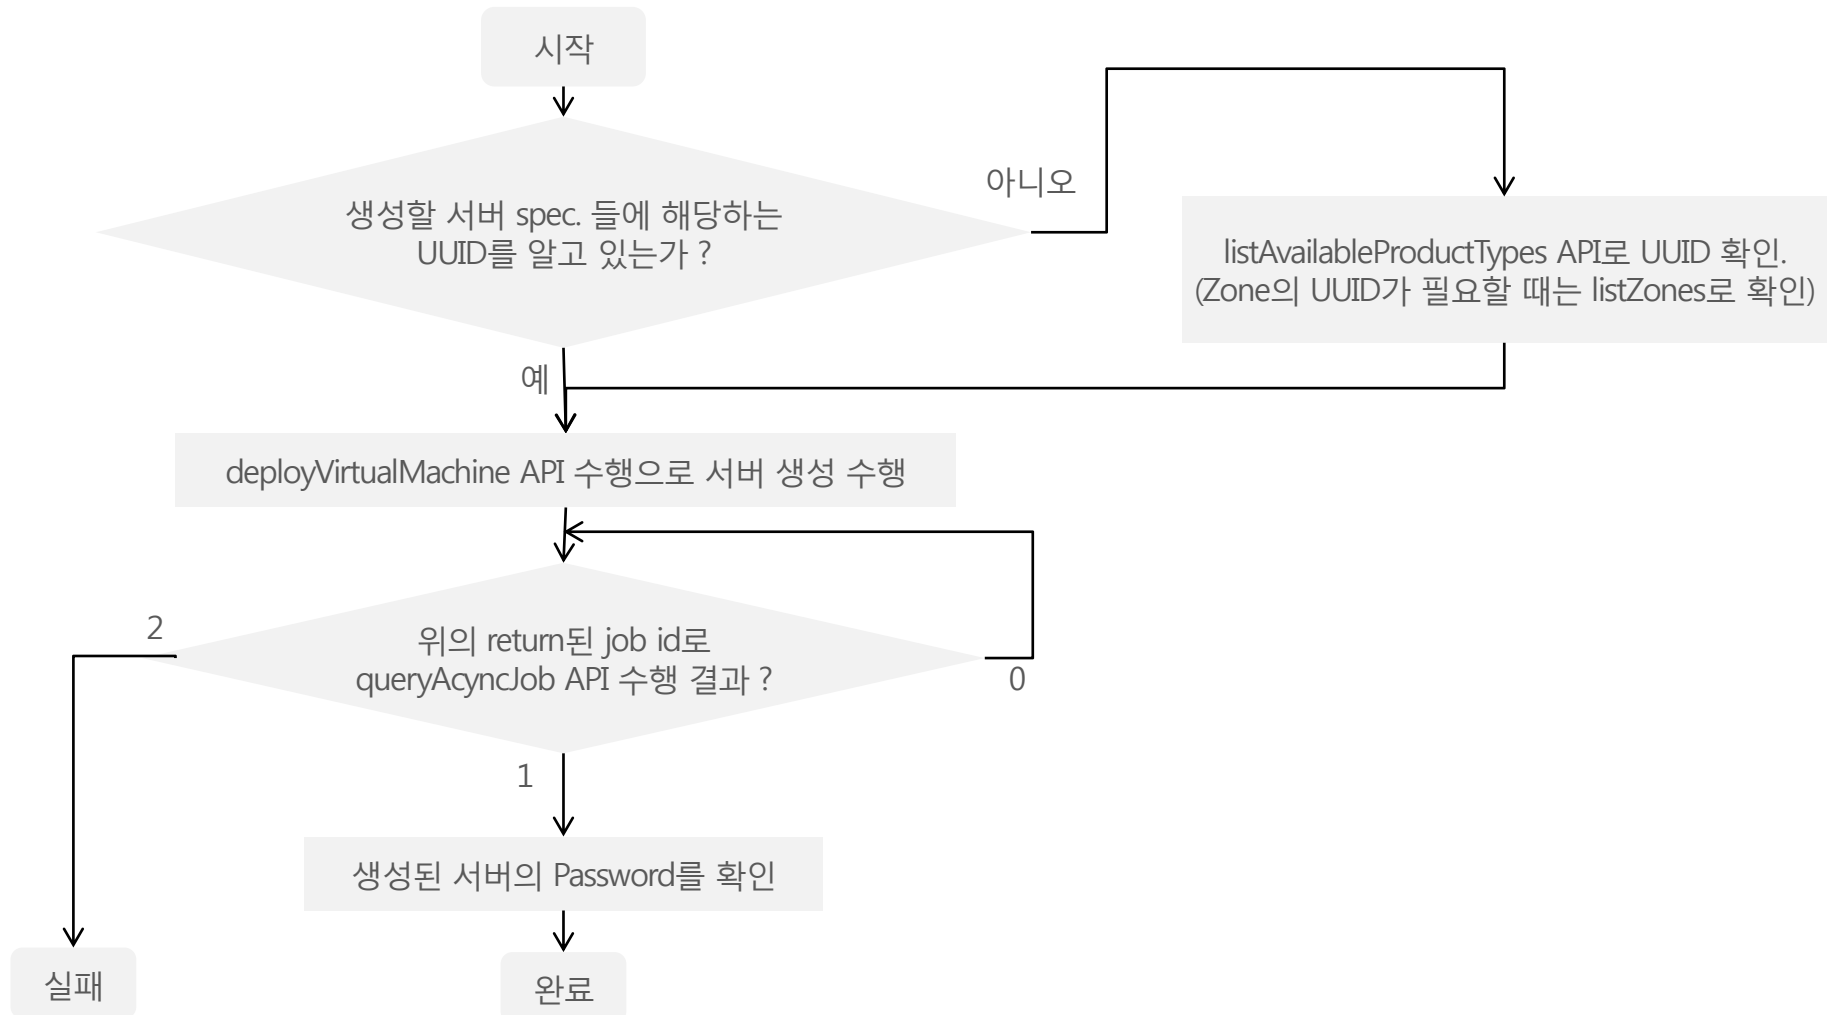 시작
생성할 서버 spec. 들에 해당하는
UUID를 알고 있는가 ?
아니오
listAvailableProductTypes API로 UUID 확인.
(Zone의 UUID가 필요할 때는 listZones로 확인)
예
deployVirtualMachine API 수행으로 서버 생성 수행
위의 return된 job id로
queryAcyncJob API 수행 결과 ?
2
0
1
생성된 서버의 Password를 확인
실패
완료